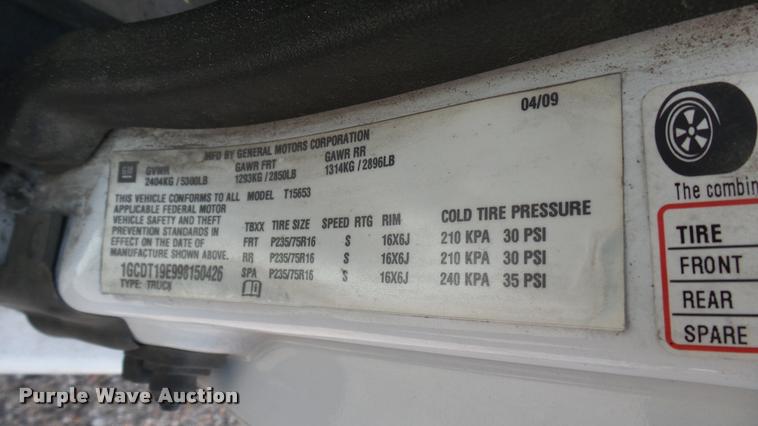 04/09
GM
MFD BY GENERAL MOTORS CORPORATION
GVWR GAWR FRT GAWR RR
2404KG / 5300LB 1293KG / 2850LB 1314KG / 2896LB
THIS VEHICLE CONFORMS TO ALL MODEL T15653
APPLICABLE FEDERAL MOTOR
VEHICLE SAFETY AND THEFT
PREVENTION STANDARDS IN
EFFECT ON THE DATE OF
MANUFACTURE SHOWN ABOVE.
1GCDT19E998150426
TYPE: TRUCK
TBXX TIRE SIZE SPEED RTG RIM COLD TIRE PRESSURE
FRT P235/75R16 S 16X6J 210 KPA 30 PSI
RR P235/75R16 S 16X6J 210 KPA 30 PSI
SPA P235/75R16 S 16X6J 240 KPA 35 PSI
The combin
TIRE
FRONT
REAR
SPARE
Purple Wave Auction